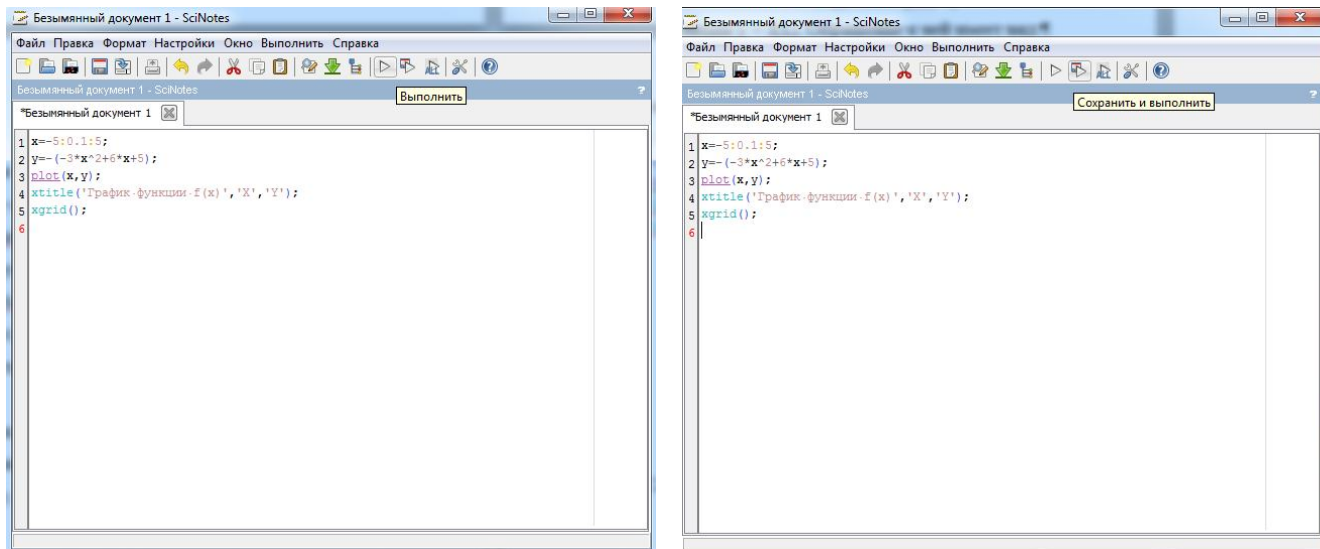 Безымянный документ 1 - SciNotes
Файл Правка Формат Настройки Окно Выполнить Справка
Безымянный документ 1 - SciNotes ?
Выполнить
*Безымянный документ 1
1 x=-5:0.1:5;
2 y=-(-3*x^2+6*x+5);
3 plot(x,y);
4 xtitle('График·функции·f(x)','X','Y');
5 xgrid();
6
Безымянный документ 1 - SciNotes
Файл Правка Формат Настройки Окно Выполнить Справка
Безымянный документ 1 - SciNotes ?
Сохранить и выполнить
*Безымянный документ 1
1 x=-5:0.1:5;
2 y=-(-3*x^2+6*x+5);
3 plot(x,y);
4 xtitle('График·функции·f(x)','X','Y');
5 xgrid();
6